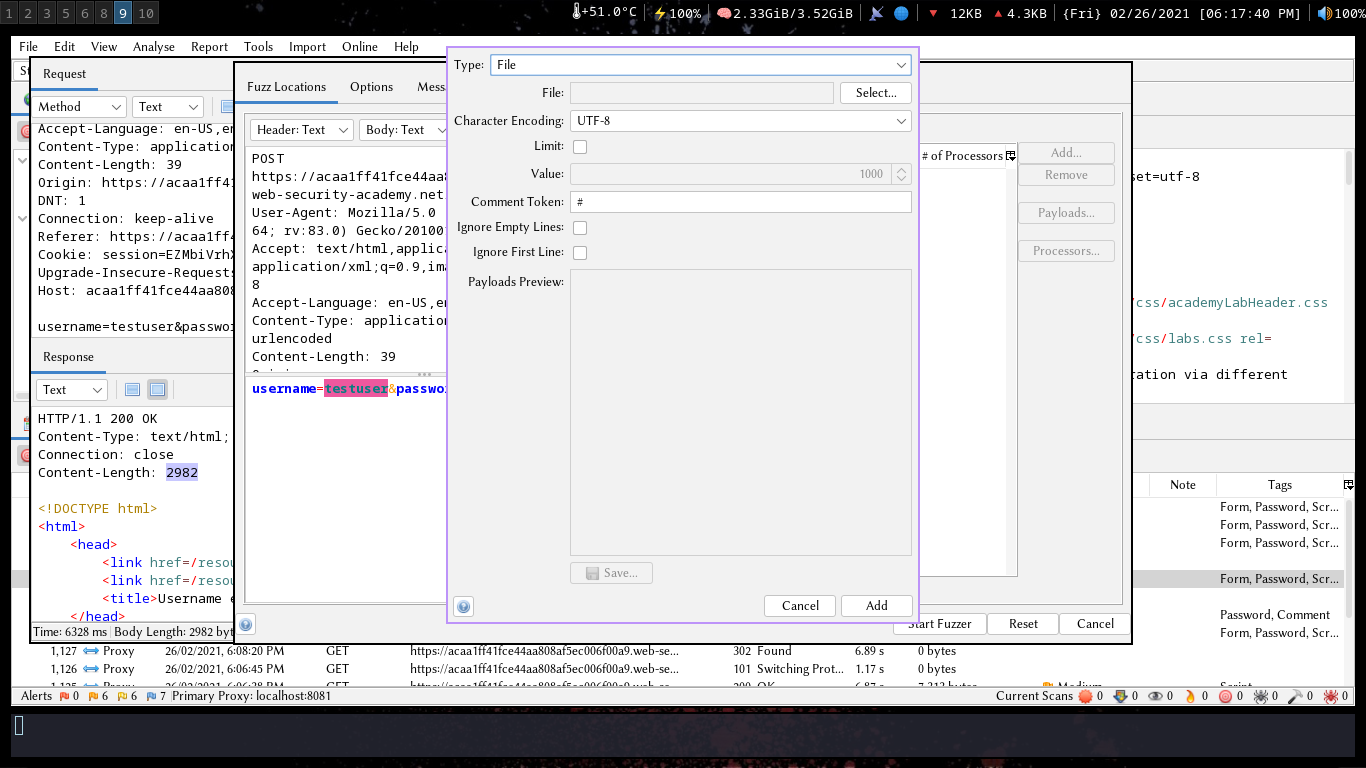 1 2 3 5 6 8 9 10
+51.0°C 100% 2.33GiB/3.52GiB 12KB 4.3KB {Fri} 02/26/2021 [06:17:40 PM] 100%
File Edit View Analyse Report Tools Import Online Help
Request
Method Text
Accept-Language: en-US,en
Content-Type: application
Content-Length: 39
Origin: https://acaa1ff41
DNT: 1
Connection: keep-alive
Referer: https://acaa1ff4
Cookie: session=EZMbiVrhX
Upgrade-Insecure-Requests
Host: acaa1ff41fce44aa808
username=testuser&passwor
Response
Text
HTTP/1.1 200 OK
Content-Type: text/html;
Connection: close
Content-Length: 2982
<!DOCTYPE html>
<html>
<head>
<link href=/resou
<link href=/resou
<title>Username e
</head>
Time: 6328 ms Body Length: 2982 byt
Fuzz Locations Options Mess
Header: Text Body: Text
POST
https://acaa1ff41fce44aa8
web-security-academy.net
User-Agent: Mozilla/5.0
64; rv:83.0) Gecko/20100
Accept: text/html,applica
application/xml;q=0.9,ima
8
Accept-Language: en-US,en
Content-Type: application
urlencoded
Content-Length: 39
username=testuser&passwor
# of Processors
Add...
Remove
Payloads...
Processors...
Start Fuzzer Reset Cancel
Type: File
File: Select...
Character Encoding: UTF-8
Limit:
Value: 1000
Comment Token: #
Ignore Empty Lines:
Ignore First Line:
Payloads Preview:
Save...
Cancel Add
set=utf-8
/css/academyLabHeader.css
/css/labs.css rel=
ration via different
Note Tags
Form, Password, Scr...
Form, Password, Scr...
Form, Password, Scr...
Form, Password, Scr...
Password, Comment
Form, Password, Scr...
1,127 Proxy 26/02/2021, 6:08:20 PM GET https://acaa1ff41fce44aa808af5ec006f00a9.web-se... 302 Found 6.89 s 0 bytes
1,126 Proxy 26/02/2021, 6:06:45 PM GET https://acaa1ff41fce44aa808af5ec006f00a9.web-se... 101 Switching Prot... 1.17 s 0 bytes
Alerts 0 6 6 7 Primary Proxy: localhost:8081 Current Scans 0 0 0 0 0 0 0 0